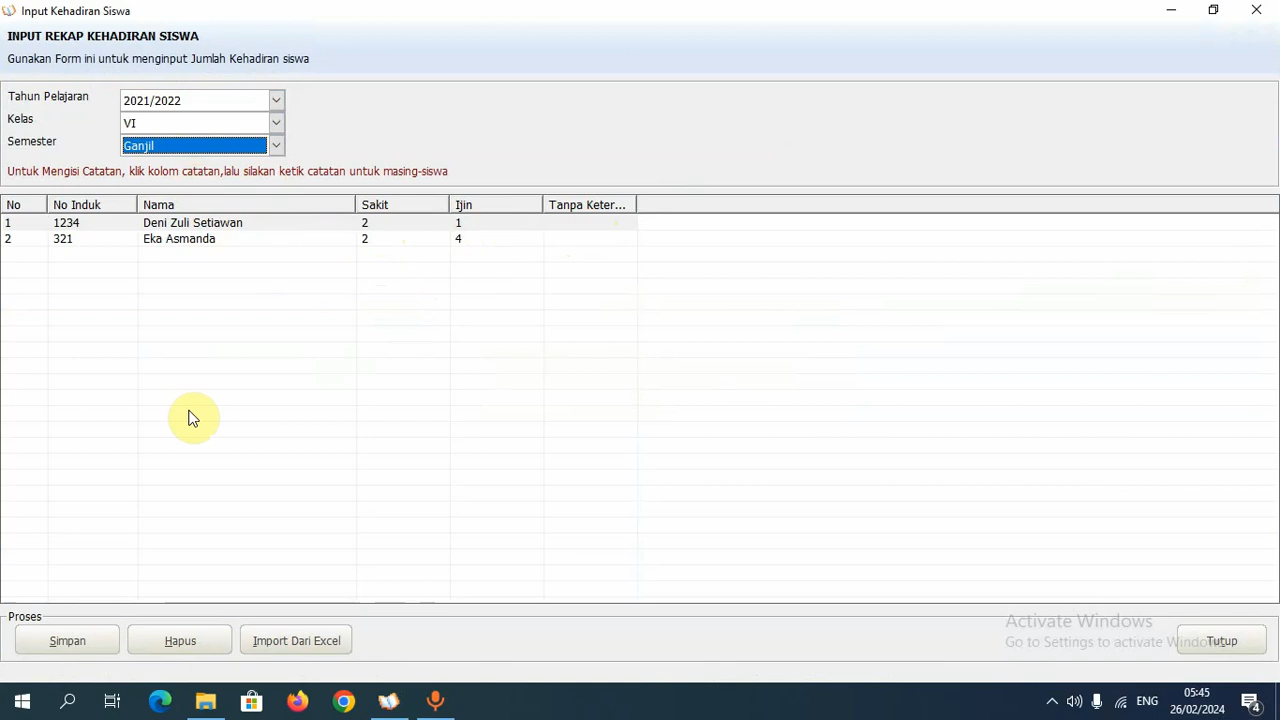 Input Kehadiran Siswa
INPUT REKAP KEHADIRAN SISWA
Gunakan Form ini untuk menginput Jumlah Kehadiran siswa
Tahun Pelajaran 2021/2022
Kelas VI
Semester Ganjil
Untuk Mengisi Catatan, klik kolom catatan,lalu silakan ketik catatan untuk masing-siswa
No No Induk Nama Sakit Ijin Tanpa Keter...
1 1234 Deni Zuli Setiawan 2 1
2 321 Eka Asmanda 2 4
Proses
Simpan Hapus Import Dari Excel Tutup
Activate Windows
Go to Settings to activate Windows.
ENG 05:45
26/02/2024 4